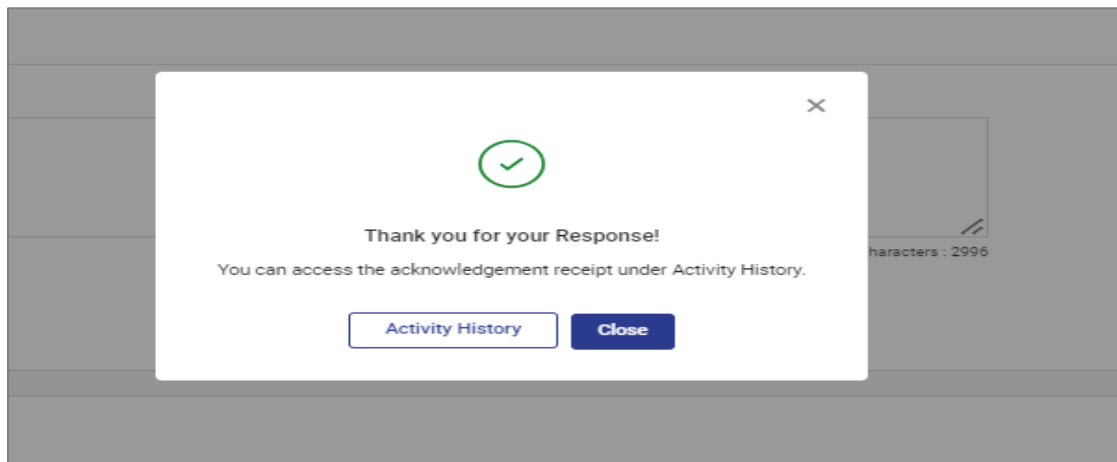 Thank you for your Response!
haracters : 2996
You can access the acknowledgement receipt under Activity History.
Activity History
Close